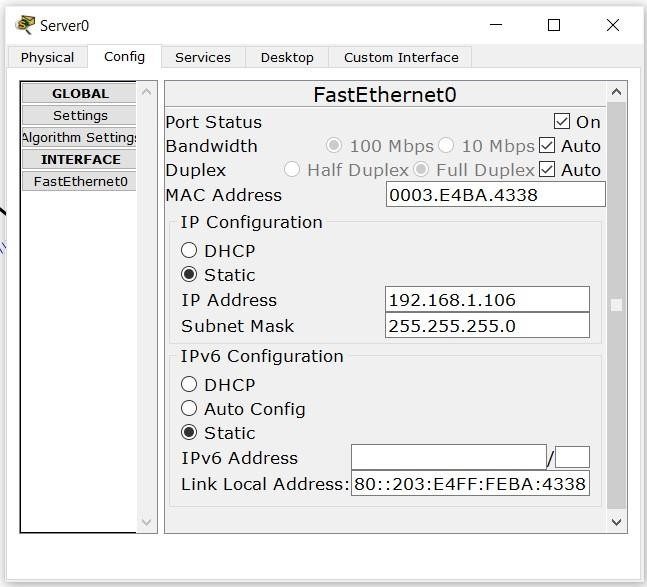 Server0
Physical Config Services Desktop Custom Interface
GLOBAL
Settings
Algorithm Settings
INTERFACE
FastEthernet0
FastEthernet0
Port Status On
Bandwidth 100 Mbps 10 Mbps Auto
Duplex Half Duplex Full Duplex Auto
MAC Address 0003.E4BA.4338
IP Configuration
DHCP
Static
IP Address 192.168.1.106
Subnet Mask 255.255.255.0
IPv6 Configuration
DHCP
Auto Config
Static
IPv6 Address /
Link Local Address: 80::203:E4FF:FEBA:4338